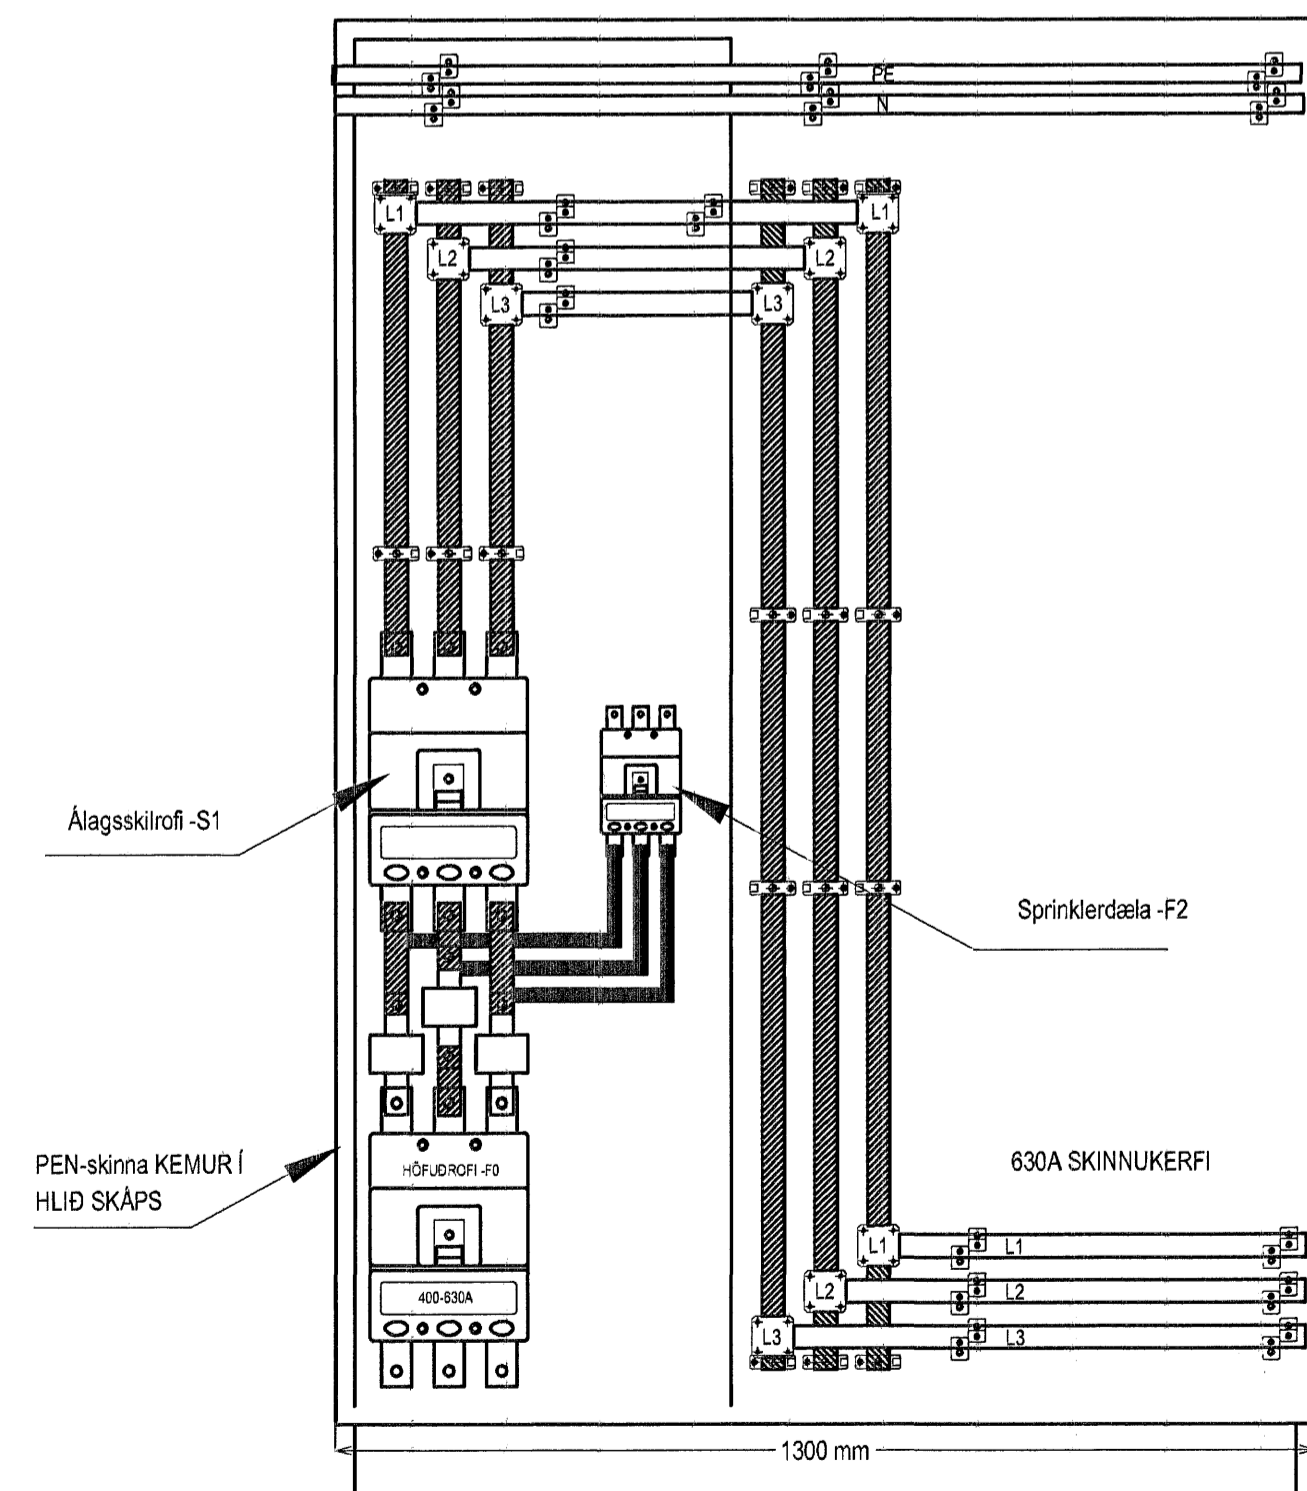 PE
N
L1
L1
L2
L2
L3
L3
Álagsskilrofi -S1
Sprinklerdæla -F2
PEN-skinna KEMUR Í
HLIÐ SKÁPS
HÖFUÐROFI -F0
400-630A
630A SKINNUKERFI
L1
L1
L2
L2
L3
L3
1300 mm